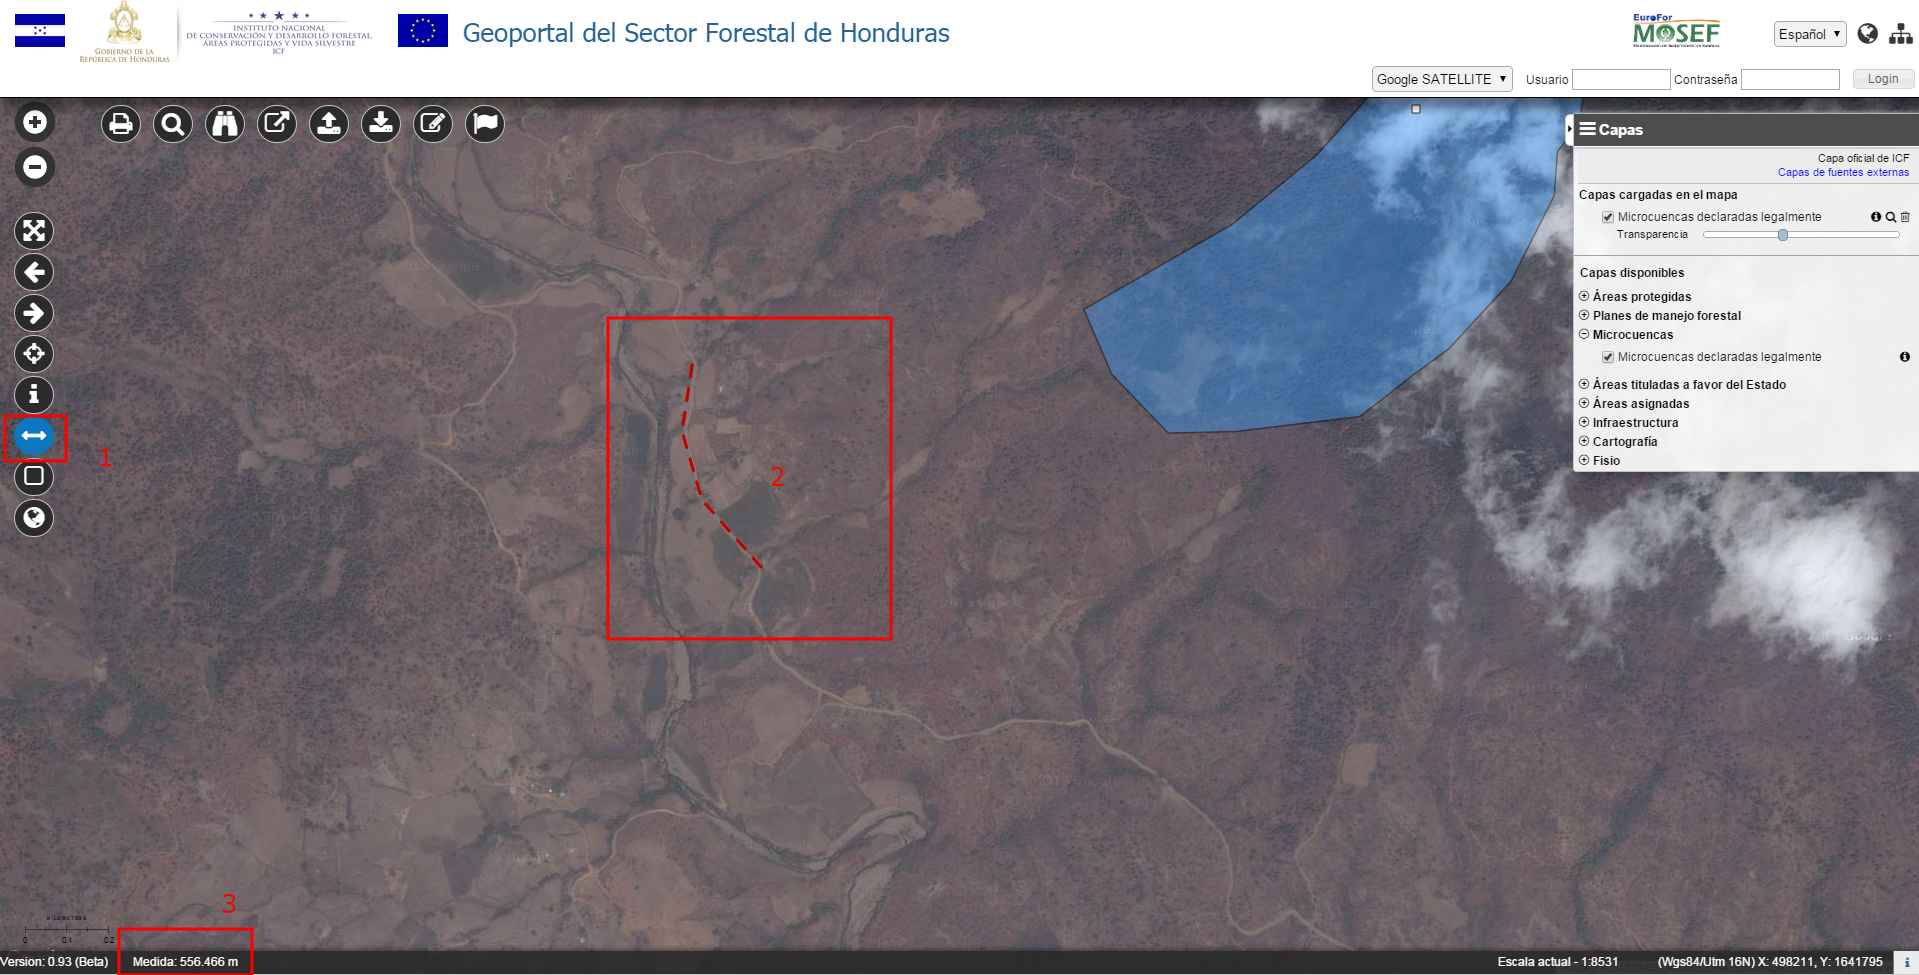 GOBIERNO DE LA
REPÚBLICA DE HONDURAS
INSTITUTO NACIONAL
DE CONSERVACIÓN Y DESARROLLO FORESTAL,
ÁREAS PROTEGIDAS Y VIDA SILVESTRE
ICF
Geoportal del Sector Forestal de Honduras
EuroFor
MOSEF
Español
Google SATELLITE
Usuario
Contraseña
Login
Capas
Capa oficial de ICF
Capas de fuentes externas
Capas cargadas en el mapa
Microcuencas declaradas legalmente
Transparencia
Capas disponibles
Áreas protegidas
Planes de manejo forestal
Microcuencas
Microcuencas declaradas legalmente
Áreas tituladas a favor del Estado
Áreas asignadas
Infraestructura
Cartografía
Fisio
1
2
3
KILOMETERS
0 0.1 0.2
Version: 0.93 (Beta)
Medida: 556.466 m
Escala actual - 1:8531
(Wgs84/Utm 16N) X: 498211, Y: 1641795